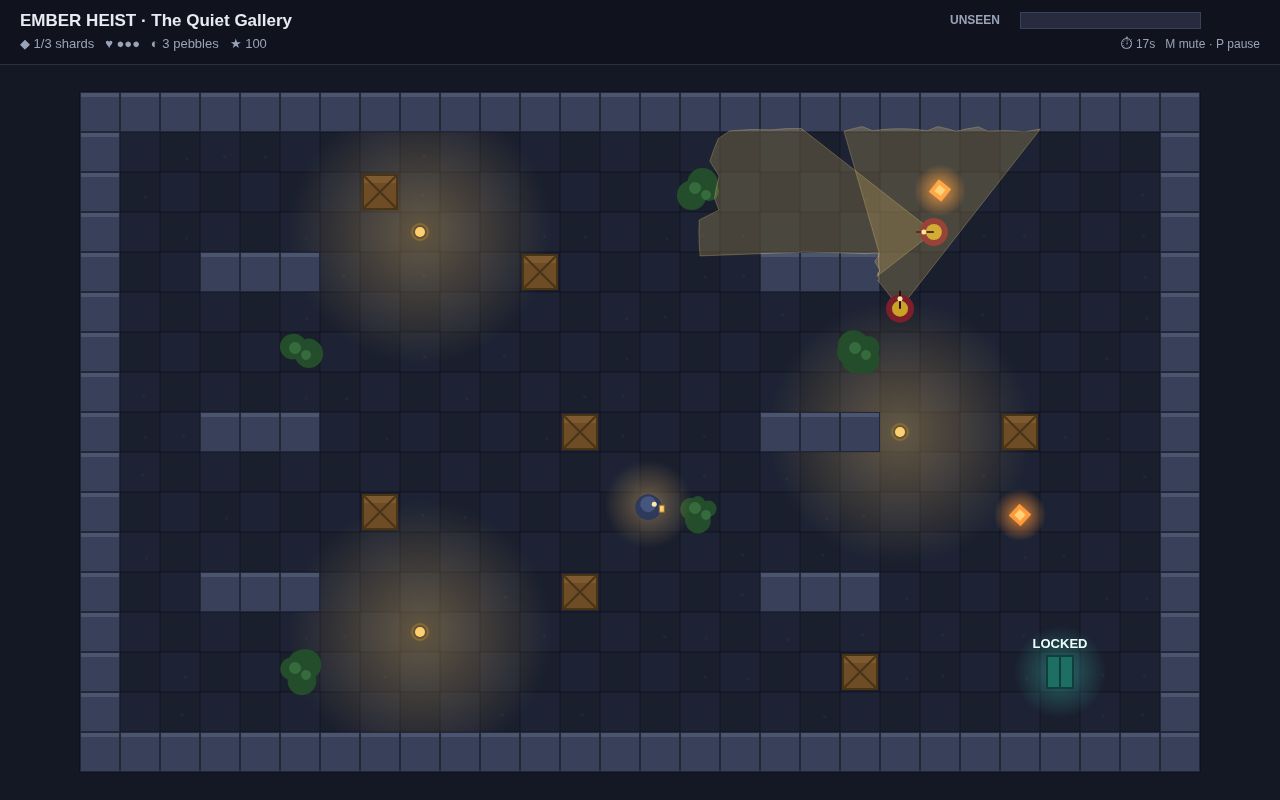 EMBER HEIST · The Quiet Gallery
UNSEEN
◆ 1/3 shards ♥ ●●● ◖ 3 pebbles ★ 100
⏱ 17s M mute · P pause
LOCKED